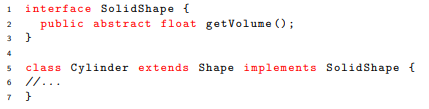 1 interface SolidShape {
2 public abstract float getVolume();
3 }
4
5 class Cylinder extends Shape implements SolidShape {
6 //...
7 }